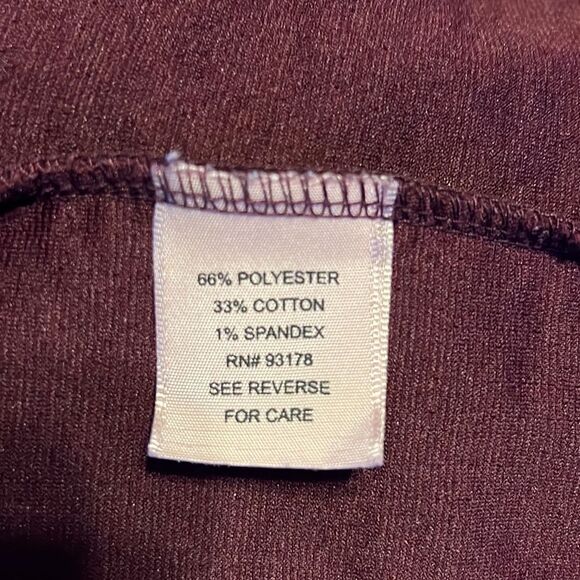 66% POLYESTER
33% COTTON
1% SPANDEX
RN# 93178
SEE REVERSE
FOR CARE